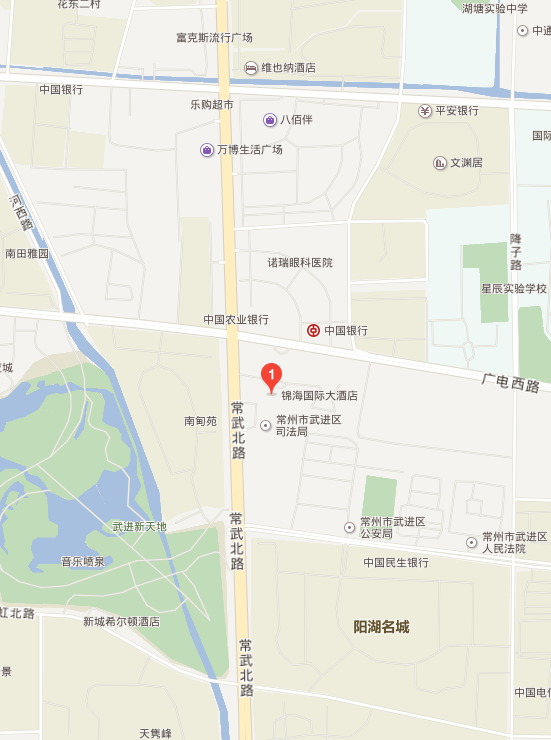 花东二村
湖塘实验中学
中通
富克斯流行广场
维也纳酒店
中国银行
乐购超市
平安银行
八佰伴
国际
万博生活广场
文渊居
河西路
降子路
南田雅园
诺瑞眼科医院
星辰实验学校
中国农业银行
中国银行
城
1
广电西路
锦海国际大酒店
常武北路
南甸苑
常州市武进区
司法局
常武北路
武进新天地
常州市武进区
公安局
常州市武进区
人民法院
音乐喷泉
中国民生银行
虹北路
新城希尔顿酒店
阳湖名城
常武北路
景
中国电信
天隽峰